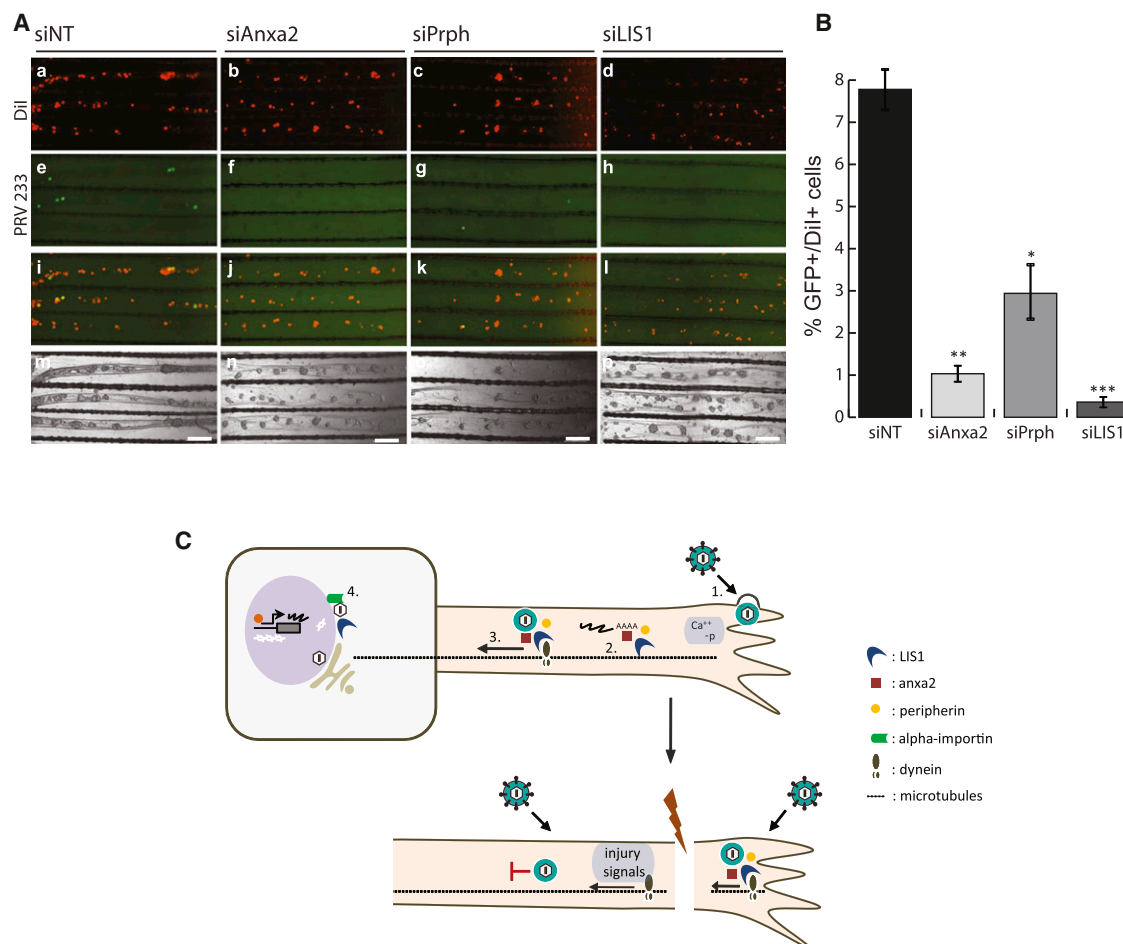 A
siNT siAnxa2 siPrph siLIS1
DiI
a b c d
PRV 233
e f g h
i j k l
m n p
B
% GFP+/DiI+ cells
8
7
6
5
4
3
2
1
0
** * ***
siNT siAnxa2 siPrph siLIS1
C
4.
1.
Ca++
-p
AAAA
3.
2.
: LIS1
: anxa2
: peripherin
: alpha-importin
: dynein
: microtubules
injury
signals